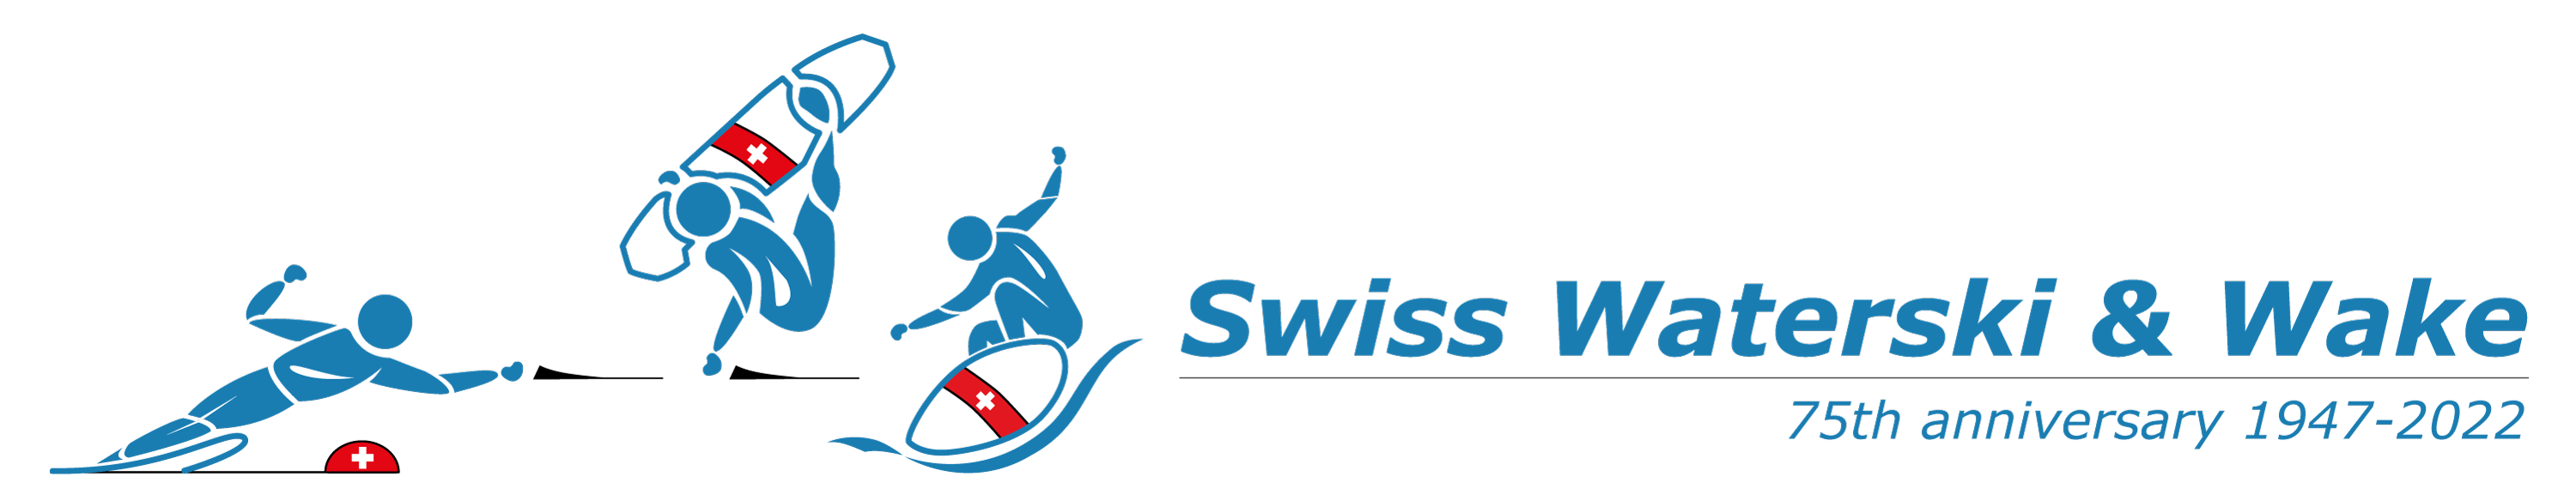 Swiss Waterski & Wake
75th anniversary 1947-2022